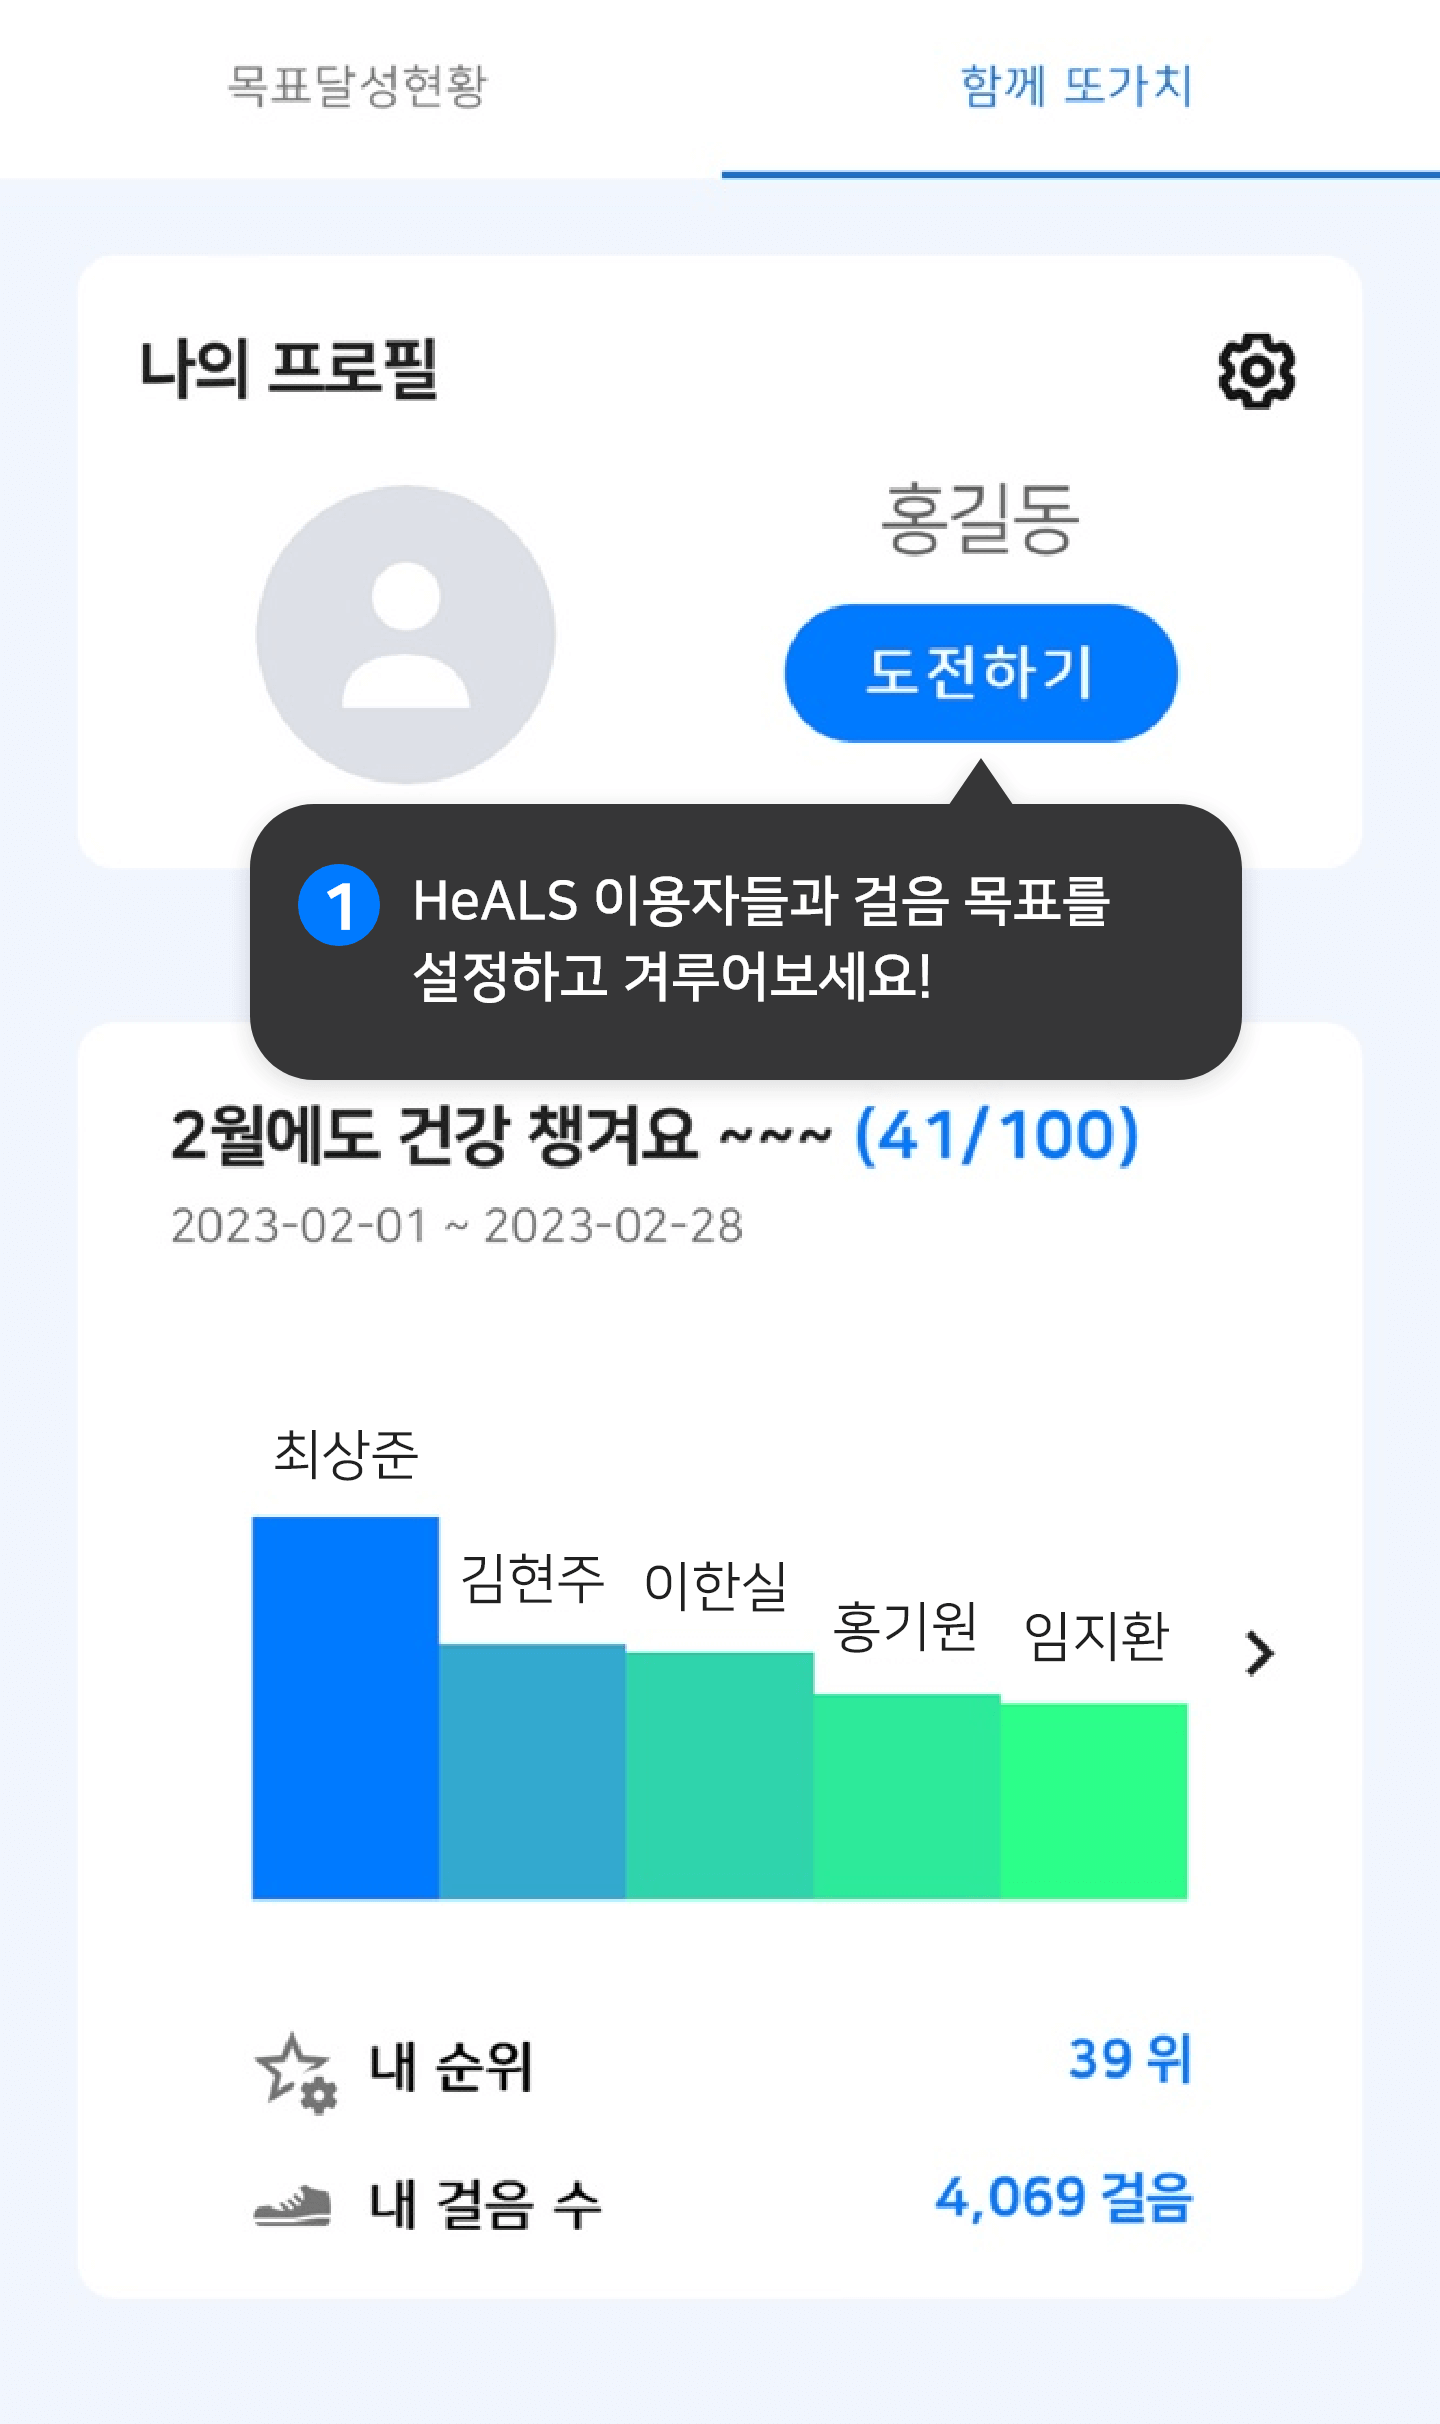 목표달성현황
함께 또가치
나의 프로필
홍길동
도전하기
1
HeALS 이용자들과 걸음 목표를
설정하고 겨루어보세요!
2월에도 건강 챙겨요 ~~~ (41/100)
2023-02-01 ~ 2023-02-28
최상준
김현주
이한실
홍기원
임지환
내 순위
39 위
내 걸음 수
4,069 걸음